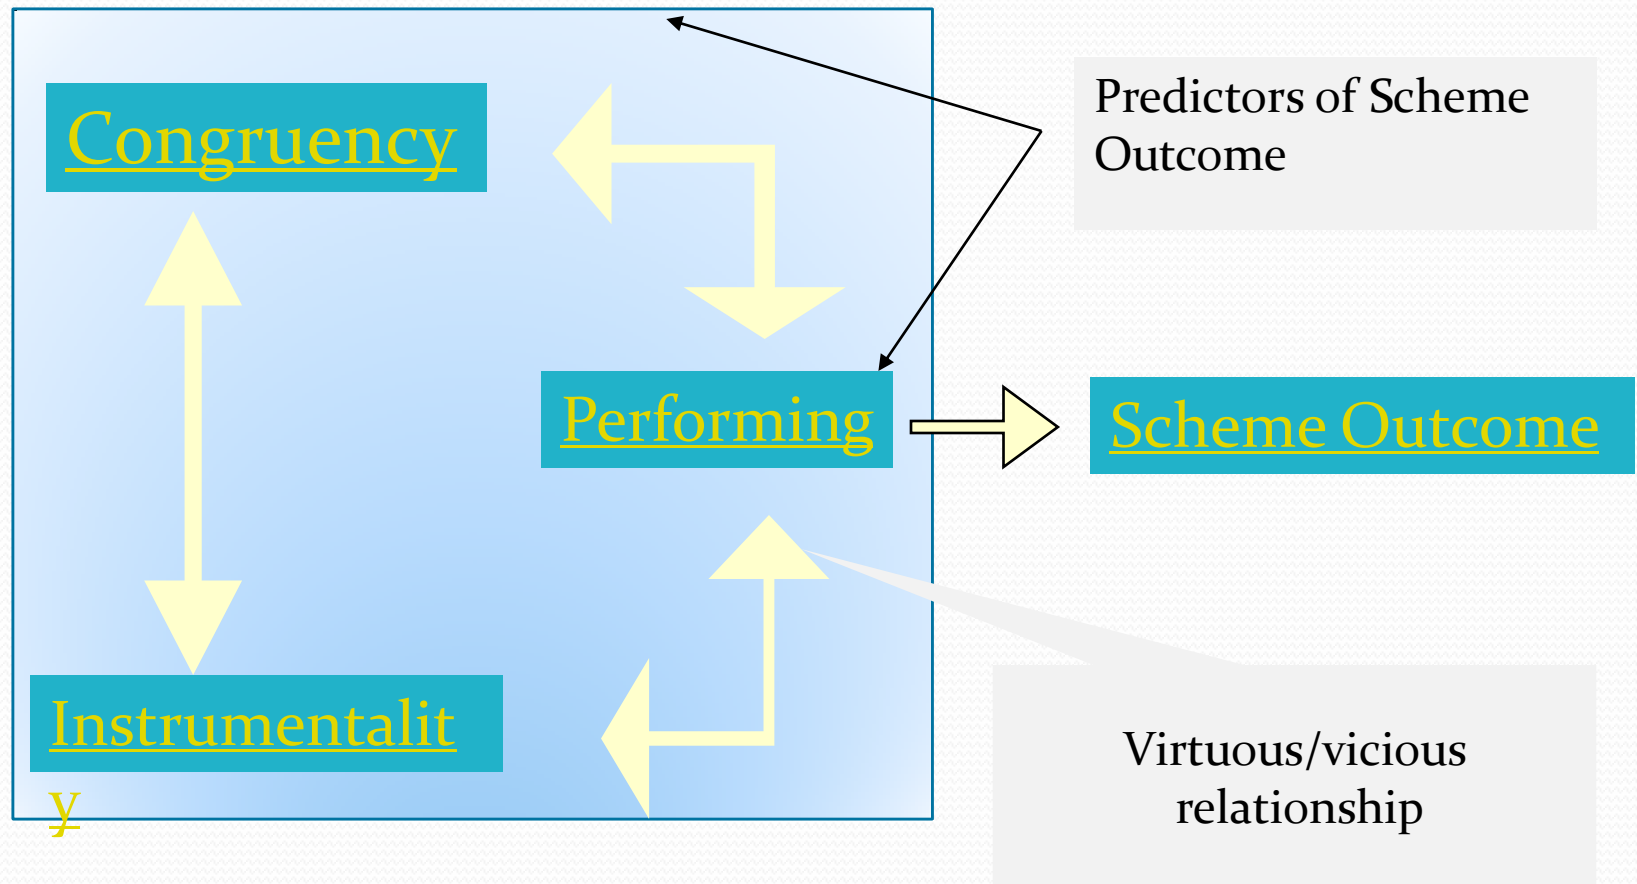 Congruency
Predictors of Scheme
Outcome
Performing
Scheme Outcome
Instrumentalit
y
Virtuous/vicious
relationship